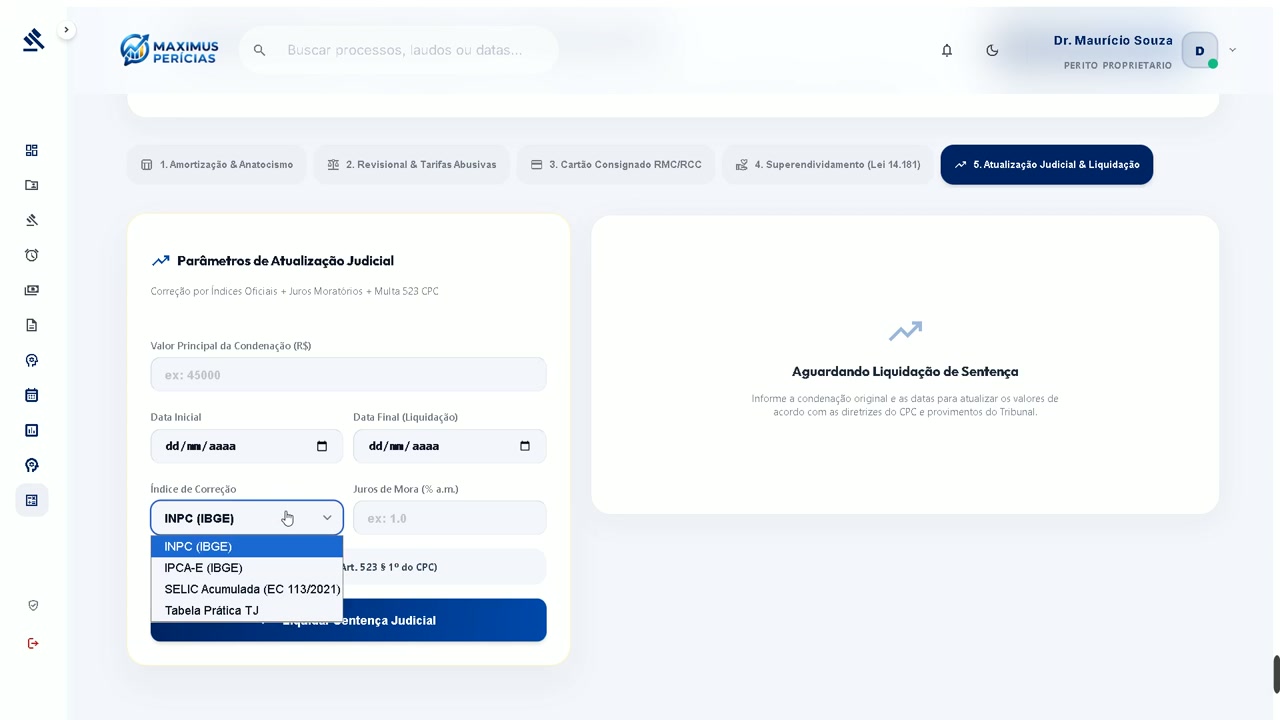 MAXIMUS
PERÍCIAS
Buscar processos, laudos ou datas...
Dr. Maurício Souza
PERITO PROPRIETARIO
D
1. Amortização & Anatocismo
2. Revisional & Tarifas Abusivas
3. Cartão Consignado RMC/RCC
4. Superendividamento (Lei 14.181)
5. Atualização Judicial & Liquidação
Parâmetros de Atualização Judicial
Correção por Índices Oficiais + Juros Moratórios + Multa 523 CPC
Valor Principal da Condenação (R$)
ex: 45000
Data Inicial
Data Final (Liquidação)
dd/mm/aaaa
dd/mm/aaaa
Índice de Correção
Juros de Mora (% a.m.)
INPC (IBGE)
ex: 1.0
INPC (IBGE)
IPCA-E (IBGE)
SELIC Acumulada (EC 113/2021)
Tabela Prática TJ
Art. 523 § 1º do CPC)
Liquidar Sentença Judicial
Aguardando Liquidação de Sentença
Informe a condenação original e as datas para atualizar os valores de
acordo com as diretrizes do CPC e provimentos do Tribunal.